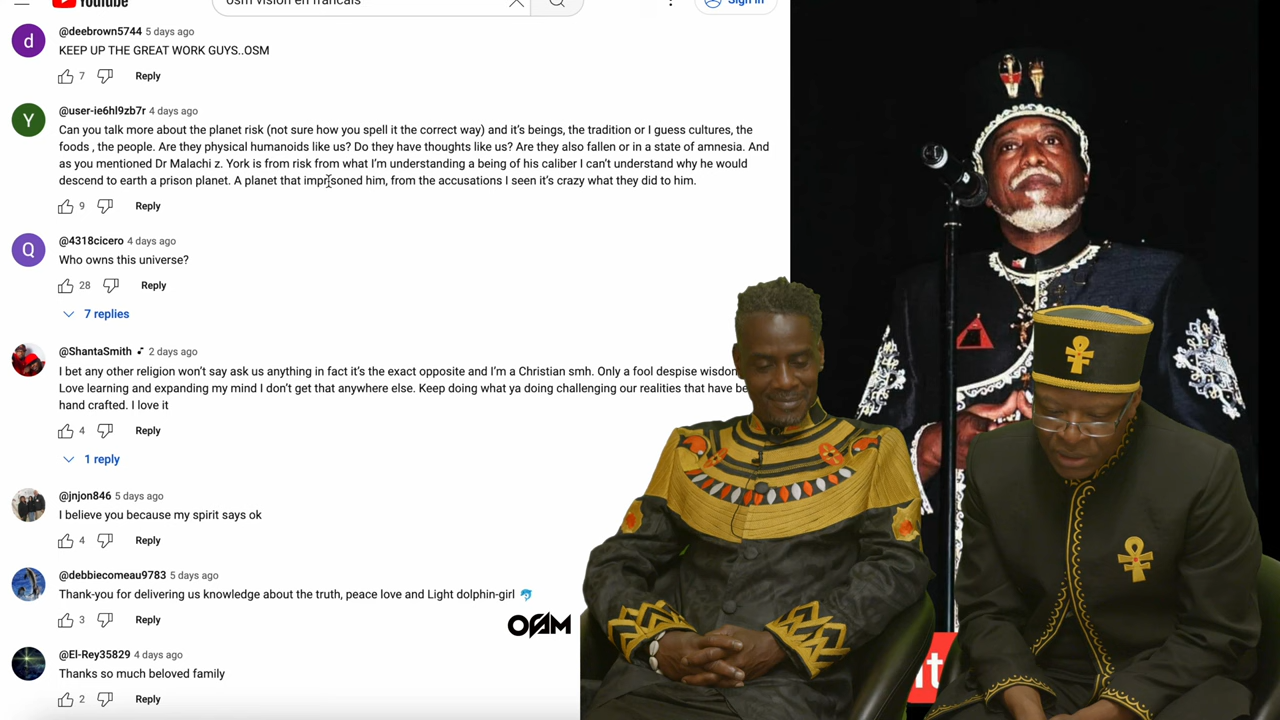 YouTube
osm vision en francais
Sign in
d
@deebrown5744 5 days ago
KEEP UP THE GREAT WORK GUYS..OSM
7 Reply
Y
@user-ie6hl9zb7r 4 days ago
Can you talk more about the planet risk (not sure how you spell it the correct way) and it's beings, the tradition or I guess cultures, the
foods , the people. Are they physical humanoids like us? Do they have thoughts like us? Are they also fallen or in a state of amnesia. And
as you mentioned Dr Malachi z. York is from risk from what I'm understanding a being of his caliber I can't understand why he would
descend to earth a prison planet. A planet that imprisoned him, from the accusations I seen it's crazy what they did to him.
9 Reply
Q
@4318cicero 4 days ago
Who owns this universe?
28 Reply
7 replies
@ShantaSmith 2 days ago
I bet any other religion won't say ask us anything in fact it's the exact opposite and I'm a Christian smh. Only a fool despise wisdom
Love learning and expanding my mind I don't get that anywhere else. Keep doing what ya doing challenging our realities that have be
hand crafted. I love it
4 Reply
1 reply
@jnjon846 5 days ago
I believe you because my spirit says ok
4 Reply
@debbiecomeau9783 5 days ago
Thank-you for delivering us knowledge about the truth, peace love and Light dolphin-girl 🐬
3 Reply
OSM
@El-Rey35829 4 days ago
Thanks so much beloved family
2 Reply